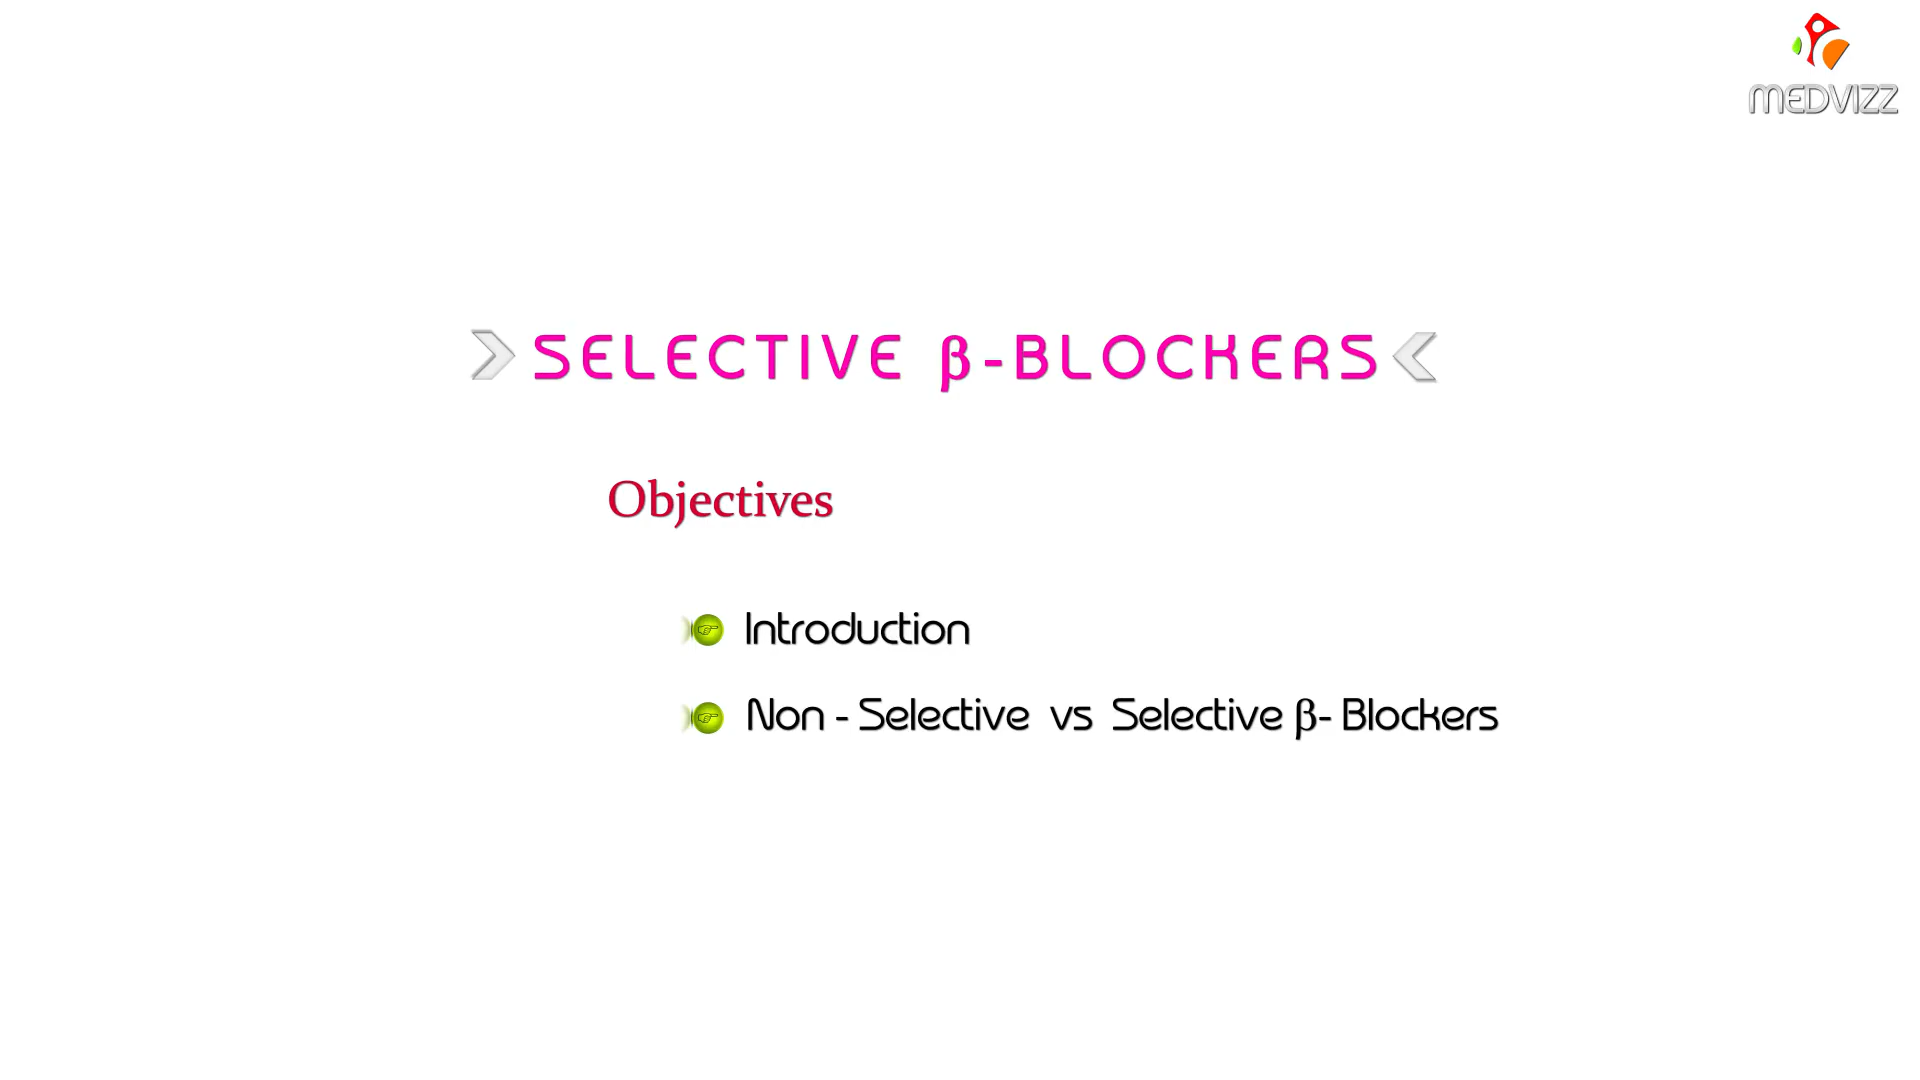 MEDVIZZ
SELECTIVE β-BLOCKERS
Objectives
Introduction
Non - Selective vs Selective β- Blockers